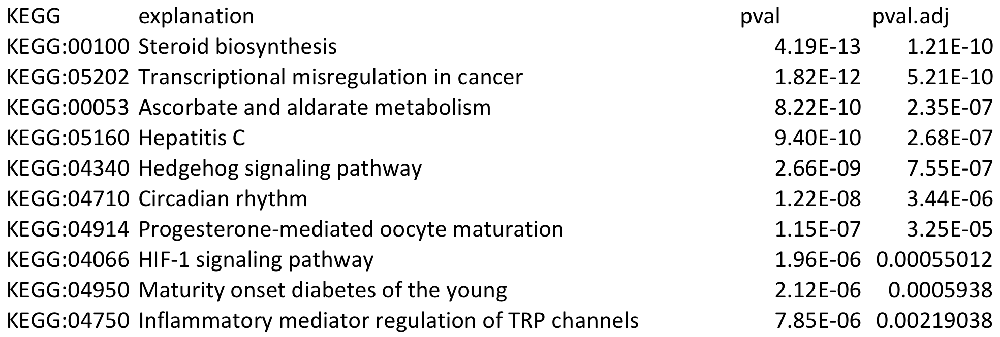 KEGG explanation pval pval.adj
KEGG:00100 Steroid biosynthesis 4.19E-13 1.21E-10
KEGG:05202 Transcriptional misregulation in cancer 1.82E-12 5.21E-10
KEGG:00053 Ascorbate and aldarate metabolism 8.22E-10 2.35E-07
KEGG:05160 Hepatitis C 9.40E-10 2.68E-07
KEGG:04340 Hedgehog signaling pathway 2.66E-09 7.55E-07
KEGG:04710 Circadian rhythm 1.22E-08 3.44E-06
KEGG:04914 Progesterone-mediated oocyte maturation 1.15E-07 3.25E-05
KEGG:04066 HIF-1 signaling pathway 1.96E-06 0.00055012
KEGG:04950 Maturity onset diabetes of the young 2.12E-06 0.0005938
KEGG:04750 Inflammatory mediator regulation of TRP channels 7.85E-06 0.00219038